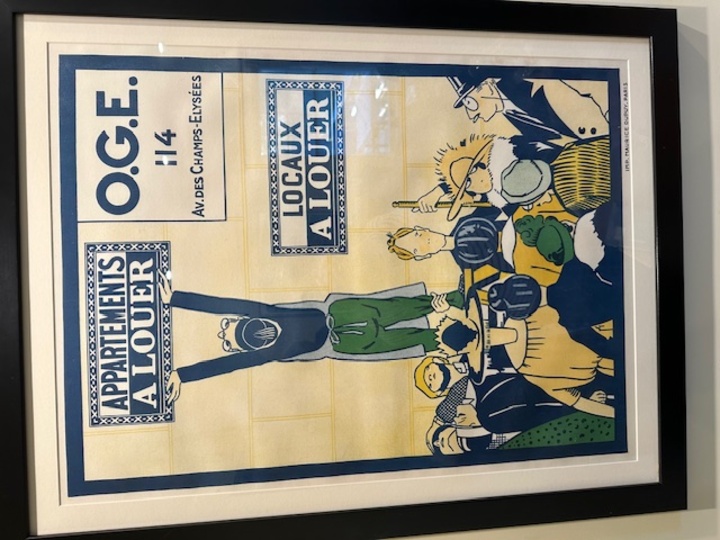 APPARTEMENTS
A LOUER
O.G.E.
114
AV. DES CHAMPS-ELYSÉES
LOCAUX
A LOUER
IMP. MAURICE DUPUY, PARIS